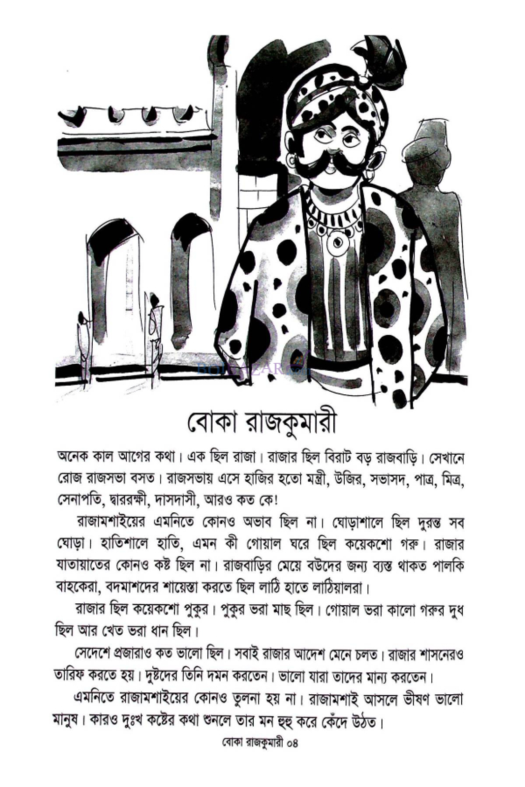 বোকা রাজকুমারী
অনেক কাল আগের কথা। এক ছিল রাজা। রাজার ছিল বিরাট বড় রাজবাড়ি। সেখানে
রোজ রাজসভা বসত। রাজসভায় এসে হাজির হতো মন্ত্রী, উজির, সভাসদ, পাত্র, মিত্র,
সেনাপতি, দ্বাররক্ষী, দাসদাসী, আরও কত কে!
রাজামশাইয়ের এমনিতে কোনও অভাব ছিল না। ঘোড়াশালে ছিল দুরন্ত সব
ঘোড়া। হাতিশালে হাতি, এমন কী গোয়াল ঘরে ছিল কয়েকশো গরু। রাজার
যাতায়াতের কোনও কষ্ট ছিল না। রাজবাড়ির মেয়ে বউদের জন্য ব্যস্ত থাকত পালকি
বাহকেরা, বদমাশদের শায়েস্তা করতে ছিল লাঠি হাতে লাঠিয়ালরা।
রাজার ছিল কয়েকশো পুকুর। পুকুর ভরা মাছ ছিল। গোয়াল ভরা কালো গরুর দুধ
ছিল আর খেত ভরা ধান ছিল।
সেদেশে প্রজারাও কত ভালো ছিল। সবাই রাজার আদেশ মেনে চলত। রাজার শাসনেরও
তারিফ করতে হয়। দুষ্টদের তিনি দমন করতেন। ভালো যারা তাদের মান্য করতেন।
এমনিতে রাজামশাইয়ের কোনও তুলনা হয় না। রাজামশাই আসলে ভীষণ ভালো
মানুষ। কারও দুঃখ কষ্টের কথা শুনলে তার মন হুহু করে কেঁদে উঠত।
বোকা রাজকুমারী ০৪